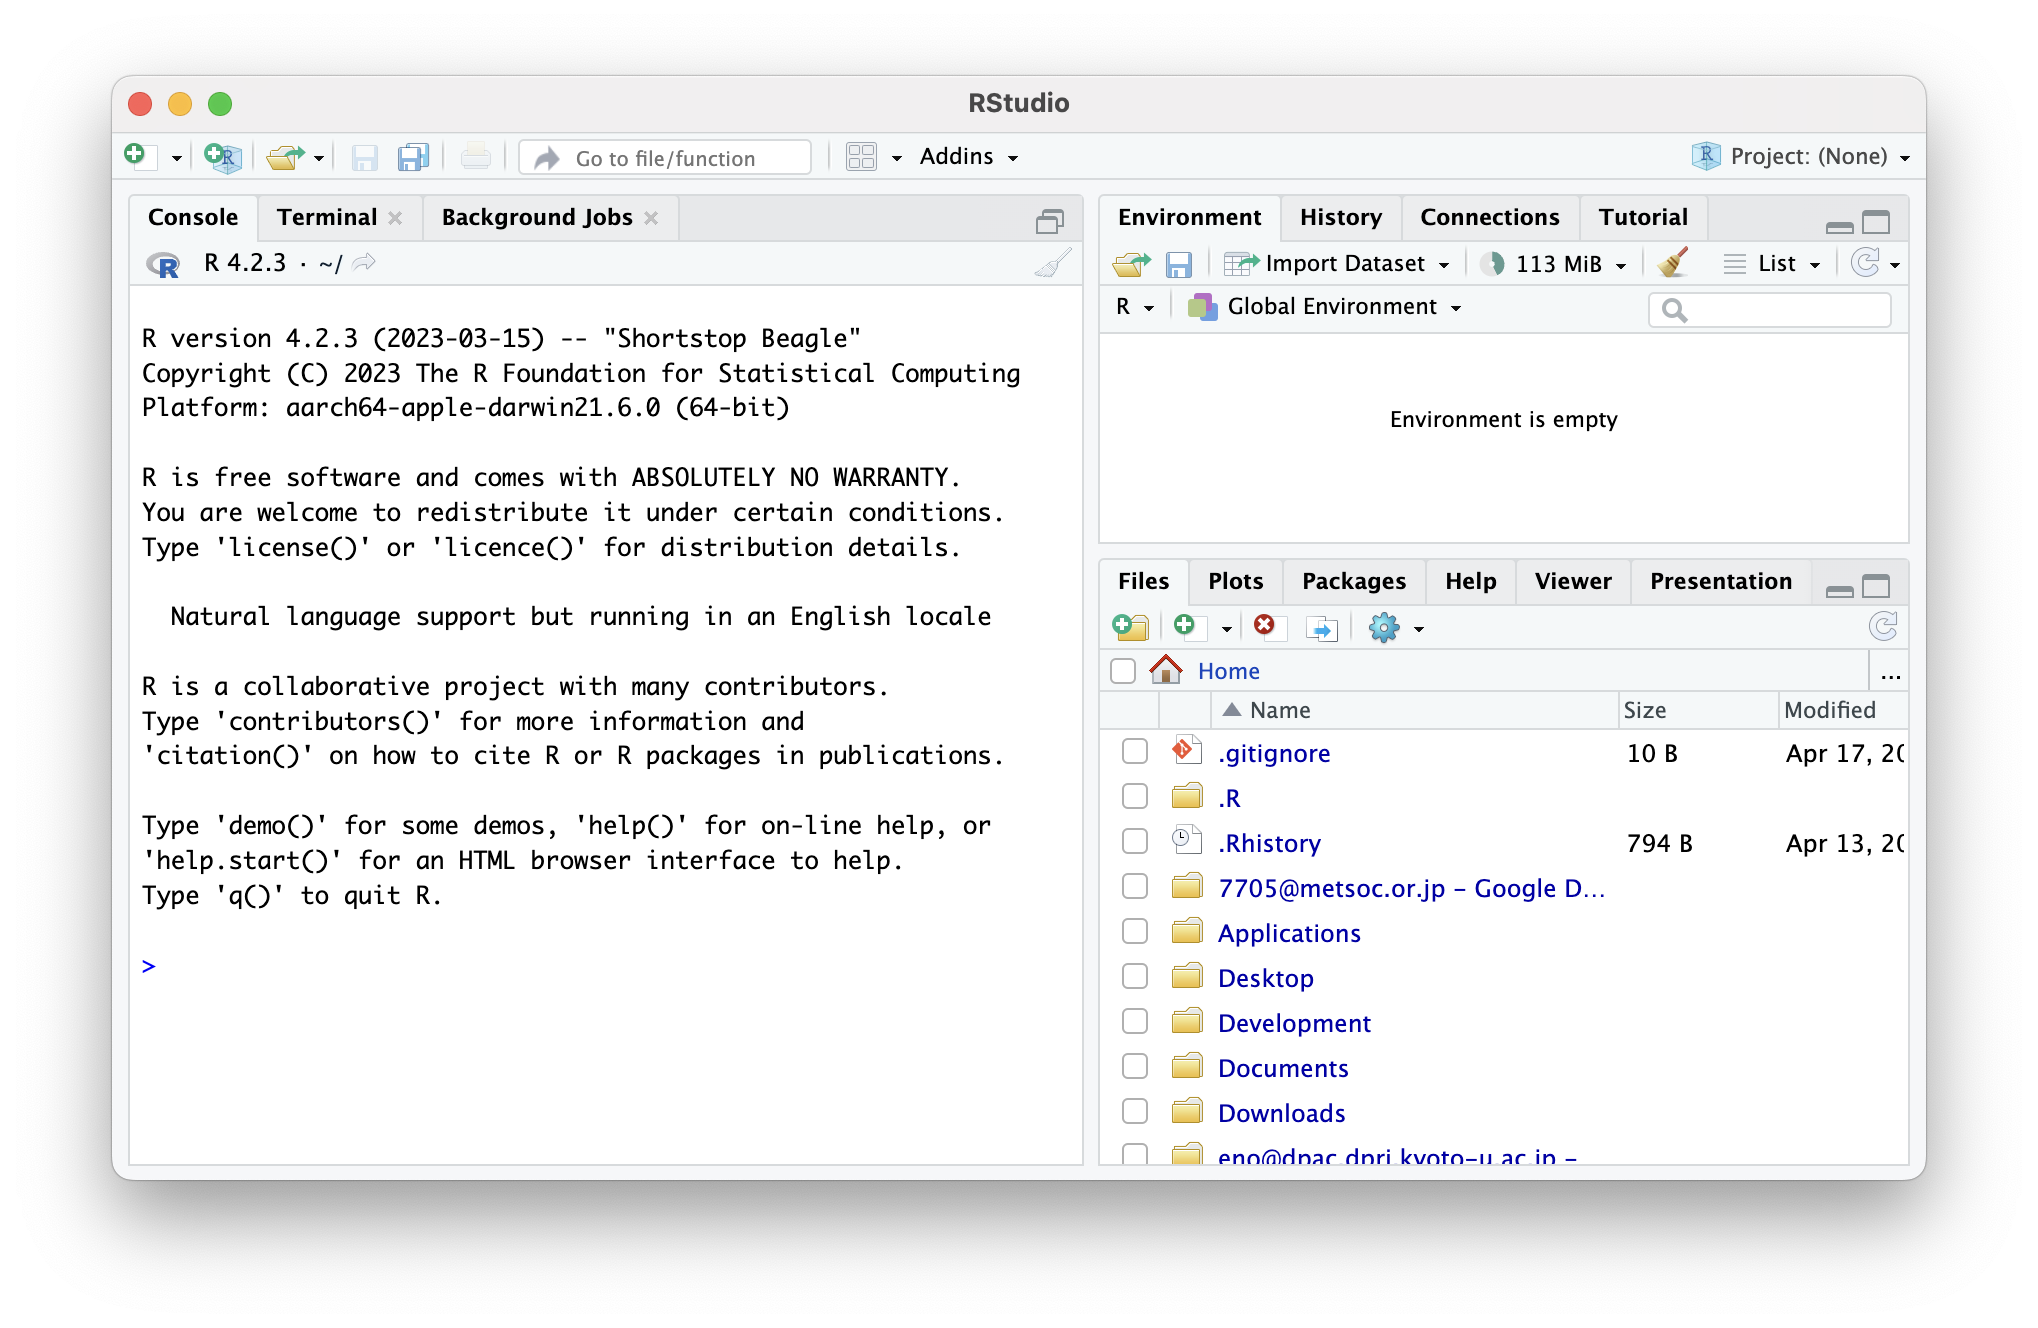 RStudio
Go to file/function
Addins
Project: (None)
Console Terminal Background Jobs
R 4.2.3 · ~/
R version 4.2.3 (2023-03-15) -- "Shortstop Beagle"
Copyright (C) 2023 The R Foundation for Statistical Computing
Platform: aarch64-apple-darwin21.6.0 (64-bit)
R is free software and comes with ABSOLUTELY NO WARRANTY.
You are welcome to redistribute it under certain conditions.
Type 'license()' or 'licence()' for distribution details.
Natural language support but running in an English locale
R is a collaborative project with many contributors.
Type 'contributors()' for more information and
'citation()' on how to cite R or R packages in publications.
Type 'demo()' for some demos, 'help()' for on-line help, or
'help.start()' for an HTML browser interface to help.
Type 'q()' to quit R.
>
Environment History Connections Tutorial
Import Dataset 113 MiB List
R Global Environment
Environment is empty
Files Plots Packages Help Viewer Presentation
Home ...
Name Size Modified
.gitignore 10 B Apr 17, 20
.R
.Rhistory 794 B Apr 13, 20
7705@metsoc.or.jp – Google D...
Applications
Desktop
Development
Documents
Downloads
eno@dpac.dpri.kyoto-u.ac.jp –